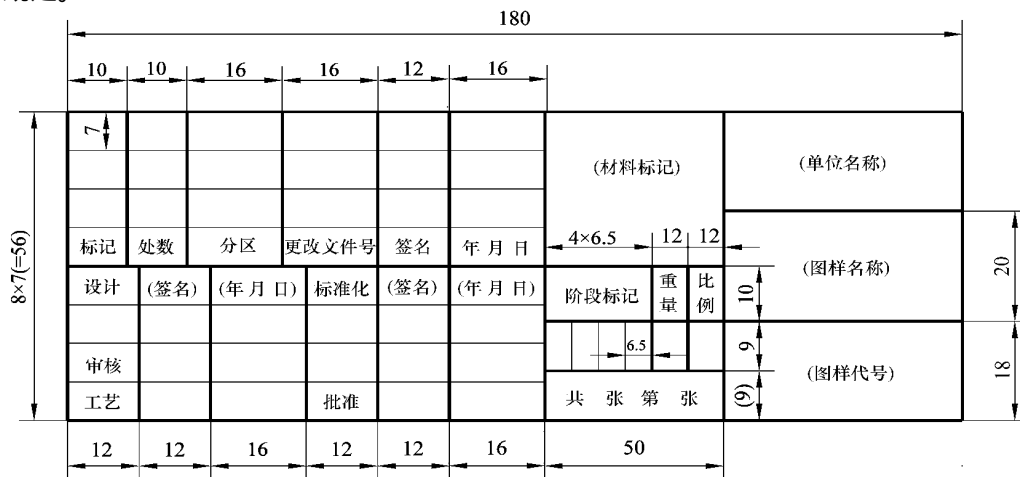 180
10 10 16 16 12 16
7
(材料标记) (单位名称)
标记 处数 分区 更改文件号 签名 年 月 日 4×6.5 12 12
8×7(=56)
(图样名称) 20
设计 (签名) (年 月 日) 标准化 (签名) (年 月 日) 阶段标记 重量 比例 10
6.5 9
审核 (图样代号) 18
工艺 批准 共 张 第 张 (9)
12 12 16 12 12 16 50